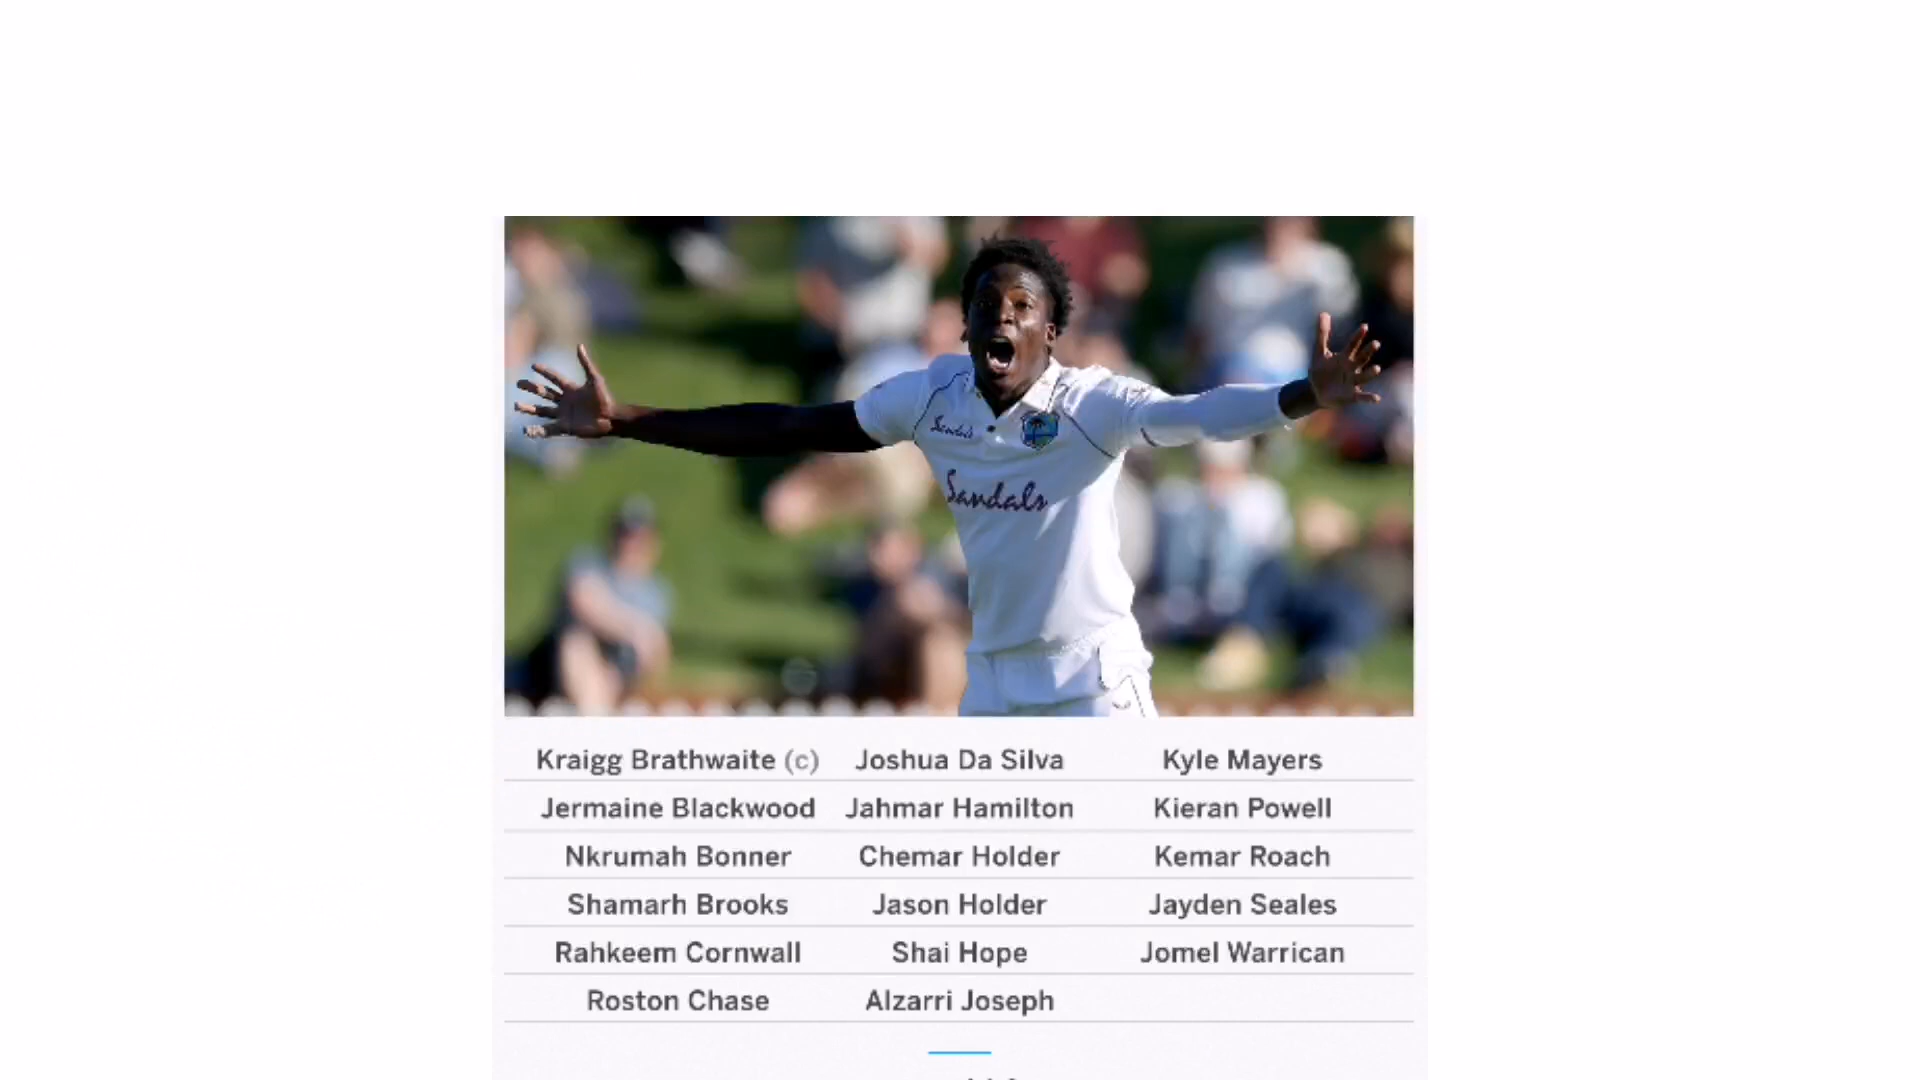 Sandals
Sandals
Kraigg Brathwaite (c) Joshua Da Silva Kyle Mayers
Jermaine Blackwood Jahmar Hamilton Kieran Powell
Nkrumah Bonner Chemar Holder Kemar Roach
Shamarh Brooks Jason Holder Jayden Seales
Rahkeem Cornwall Shai Hope Jomel Warrican
Roston Chase Alzarri Joseph